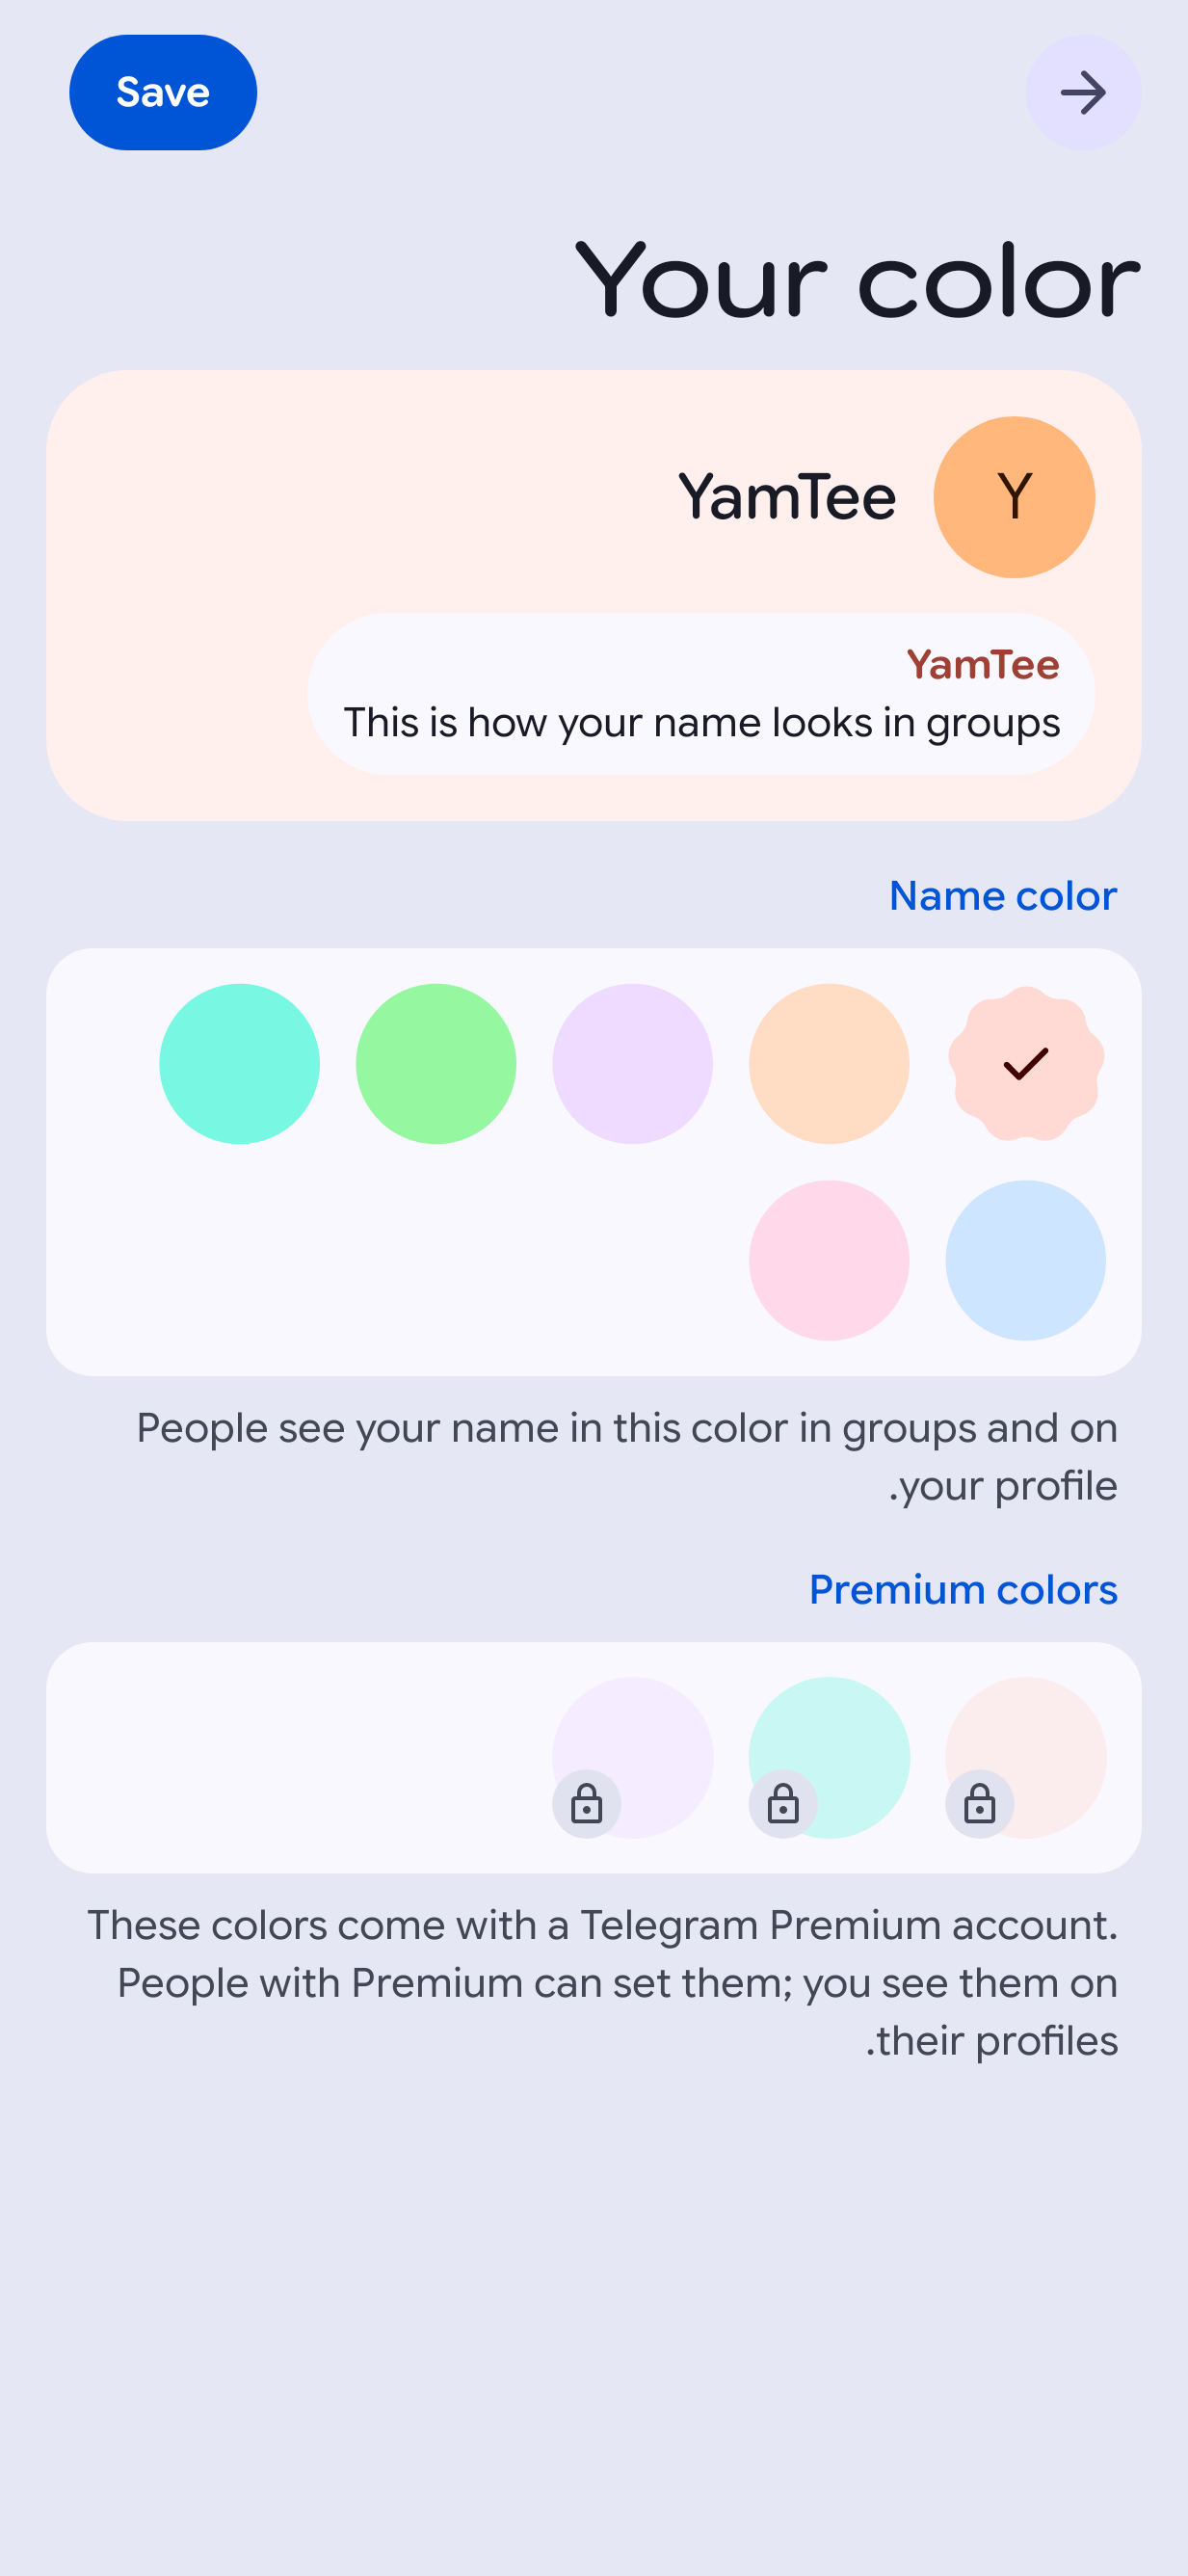 Save
Your color
Y
YamTee
YamTee
This is how your name looks in groups
Name color
People see your name in this color in groups and on
.your profile
Premium colors
These colors come with a Telegram Premium account.
People with Premium can set them; you see them on
.their profiles